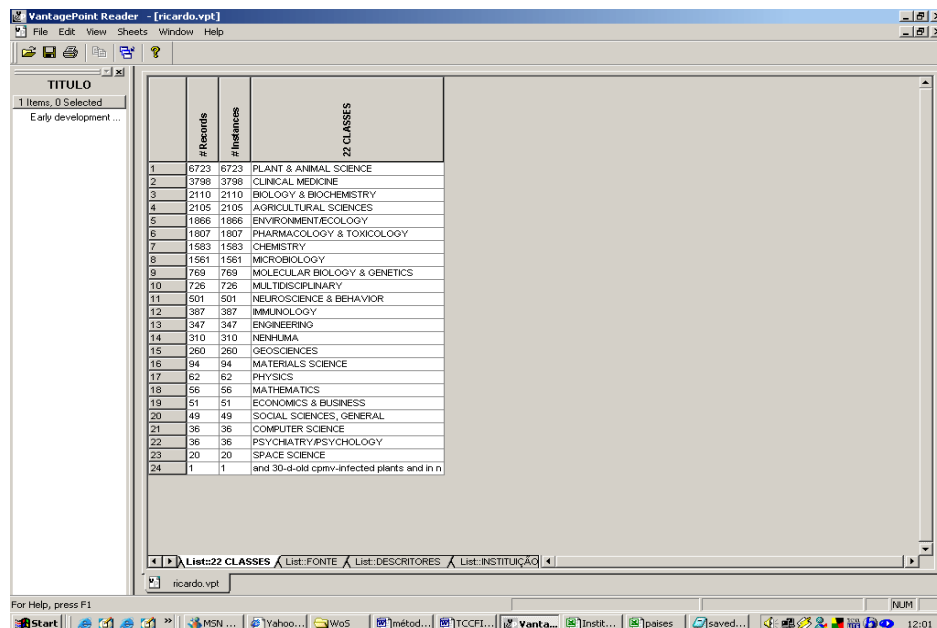 VantagePoint Reader - [ricardo.vpt]
File Edit View Sheets Window Help
TITULO
1 Items, 0 Selected
Early development ...
# Records # Instances 22 CLASSES
1 6723 6723 PLANT & ANIMAL SCIENCE
2 3798 3798 CLINICAL MEDICINE
3 2110 2110 BIOLOGY & BIOCHEMISTRY
4 2105 2105 AGRICULTURAL SCIENCES
5 1866 1866 ENVIRONMENT/ECOLOGY
6 1807 1807 PHARMACOLOGY & TOXICOLOGY
7 1583 1583 CHEMISTRY
8 1561 1561 MICROBIOLOGY
9 769 769 MOLECULAR BIOLOGY & GENETICS
10 726 726 MULTIDISCIPLINARY
11 501 501 NEUROSCIENCE & BEHAVIOR
12 387 387 IMMUNOLOGY
13 347 347 ENGINEERING
14 310 310 NENHUMA
15 260 260 GEOSCIENCES
16 94 94 MATERIALS SCIENCE
17 62 62 PHYSICS
18 56 56 MATHEMATICS
19 51 51 ECONOMICS & BUSINESS
20 49 49 SOCIAL SCIENCES, GENERAL
21 36 36 COMPUTER SCIENCE
22 36 36 PSYCHIATRY/PSYCHOLOGY
23 20 20 SPACE SCIENCE
24 1 1 and 30-d-old cpmv-infected plants and in n
List::22 CLASSES List::FONTE List::DESCRITORES List::INSTITUIÇÃO
ricardo.vpt
For Help, press F1 NUM
Start » MSN ... Yahoo... WoS métod... TCCFI... Vanta... Instit... paises saved... 12:01